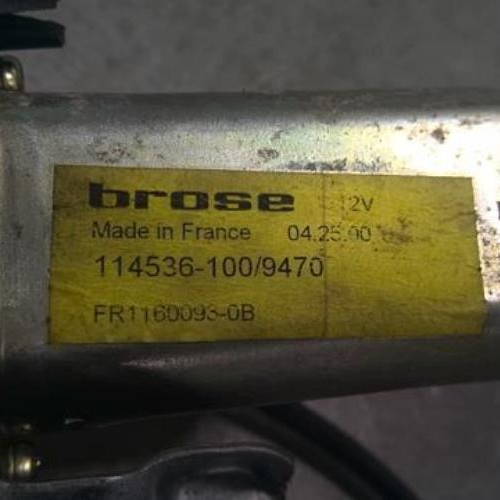 brose 12V
Made in France 04.25.00
114536-100/9470
FR1160093-0B